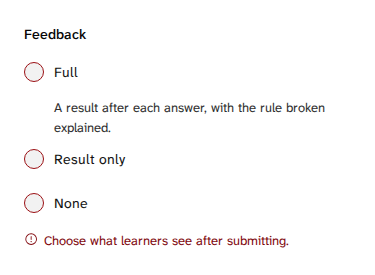 Feedback
Full
A result after each answer, with the rule broken
explained.
Result only
None
Choose what learners see after submitting.